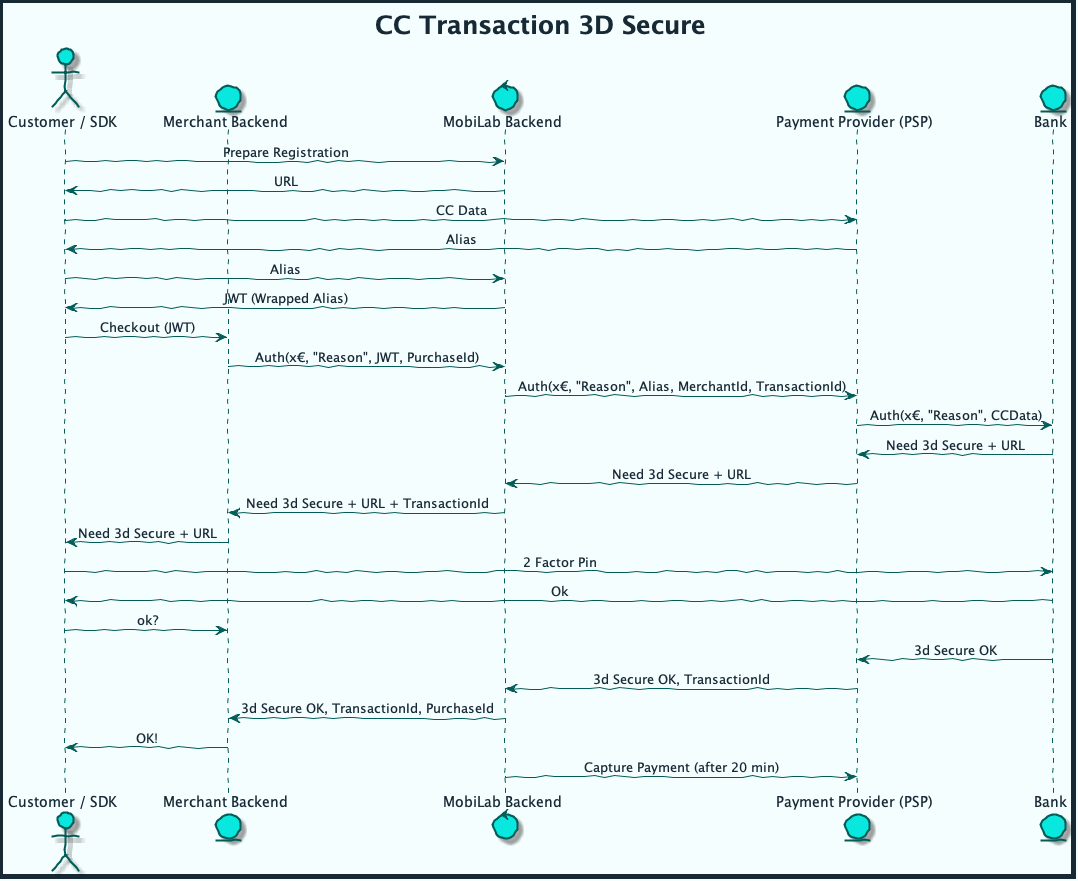 CC Transaction 3D Secure
Customer / SDK
Merchant Backend
MobiLab Backend
Payment Provider (PSP)
Bank
Prepare Registration
URL
CC Data
Alias
Alias
JWT (Wrapped Alias)
Checkout (JWT)
Auth(x€, "Reason", JWT, PurchaseId)
Auth(x€, "Reason", Alias, MerchantId, TransactionId)
Auth(x€, "Reason", CCData)
Need 3d Secure + URL
Need 3d Secure + URL
Need 3d Secure + URL + TransactionId
Need 3d Secure + URL
2 Factor Pin
Ok
ok?
3d Secure OK
3d Secure OK, TransactionId
3d Secure OK, TransactionId, PurchaseId
OK!
Capture Payment (after 20 min)
Customer / SDK
Merchant Backend
MobiLab Backend
Payment Provider (PSP)
Bank